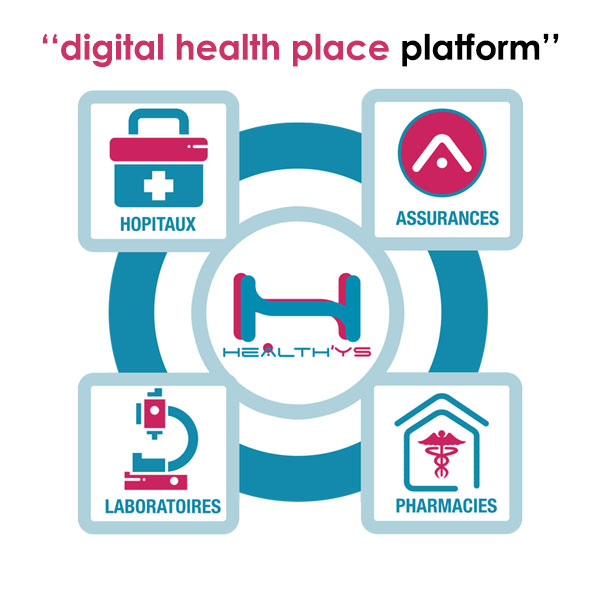 ‘‘digital health place platform’’
HOPITAUX
ASSURANCES
HEALTH'YS
LABORATOIRES
PHARMACIES